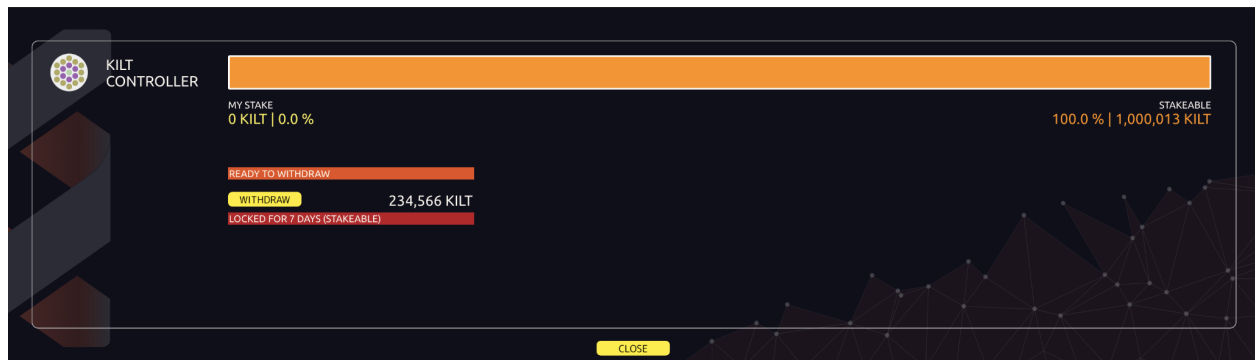 KILT
CONTROLLER
MY STAKE
STAKEABLE
0 KILT | 0.0 %
100.0 % | 1,000,013 KILT
READY TO WITHDRAW
WITHDRAW
234,566 KILT
LOCKED FOR 7 DAYS (STAKEABLE)
CLOSE